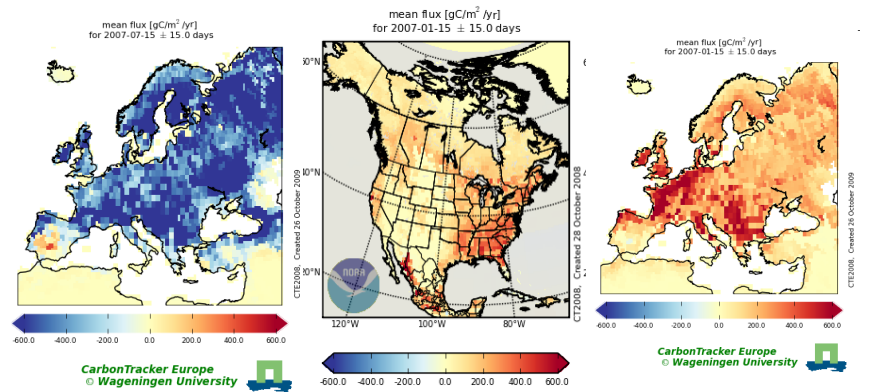 mean flux [gC/m² /yr]
for 2007-07-15 ± 15.0 days
CTE2008, Created 26 October 2009
-600.0 -400.0 -200.0 0.0 200.0 400.0 600.0
CarbonTracker Europe
© Wageningen University
mean flux [gC/m² /yr]
for 2007-01-15 ± 15.0 days
NOAA
120°W 100°W 80°W
CT2008, Created 28 October 2008
-600.0 -400.0 -200.0 0.0 200.0 400.0 600.0
mean flux [gC/m² /yr]
for 2007-01-15 ± 15.0 days
CTE2008, Created 26 October 2009
-600.0 -400.0 -200.0 0.0 200.0 400.0 600.0
CarbonTracker Europe
© Wageningen University